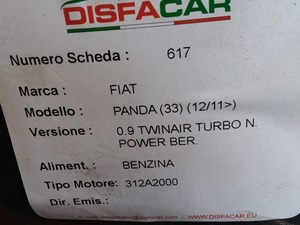 DISFACAR
Numero Scheda : 617
Marca : FIAT
Modello : PANDA (33) (12/11>)
Versione : 0.9 TWINAIR TURBO N.
POWER BER.
Aliment. : BENZINA
Tipo Motore: 312A2000
Dir. Emis.:
WWW.DISFACAR.EU